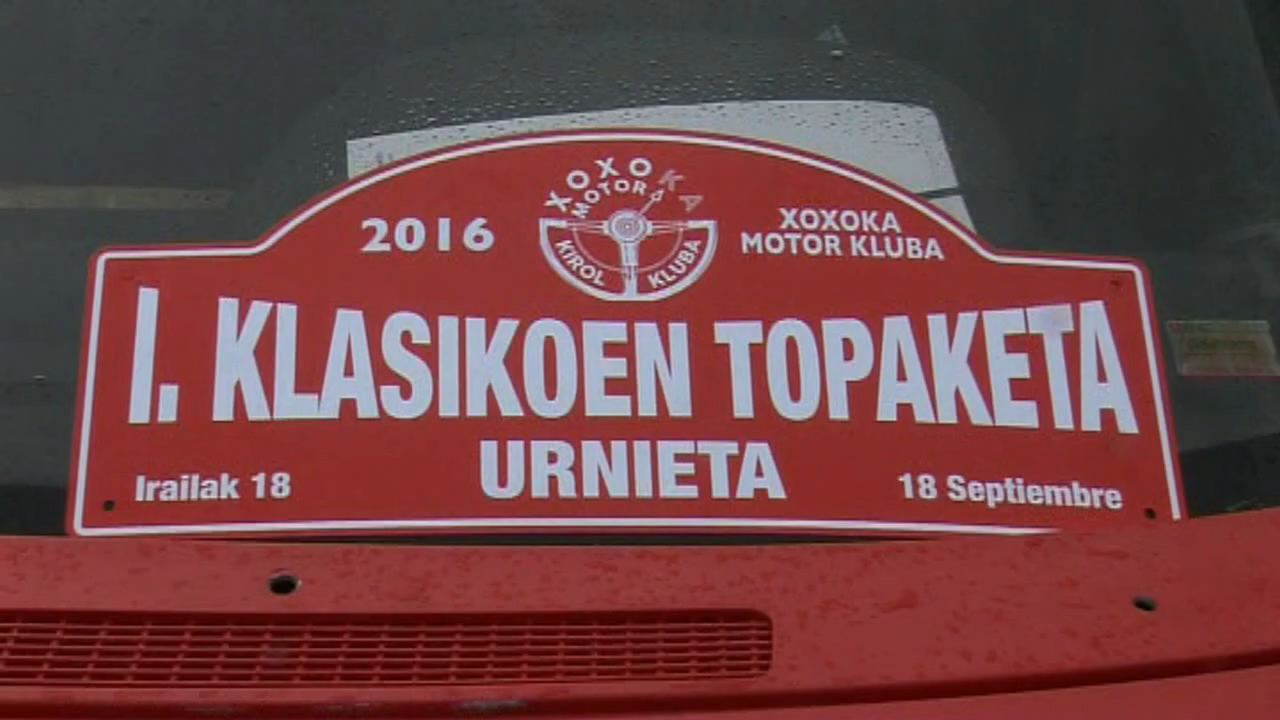 XOXOKA
MOTOR
KIROL KLUBA
2016
XOXOKA
MOTOR KLUBA
I. KLASIKOEN TOPAKETA
URNIETA
Irailak 18
18 Septiembre